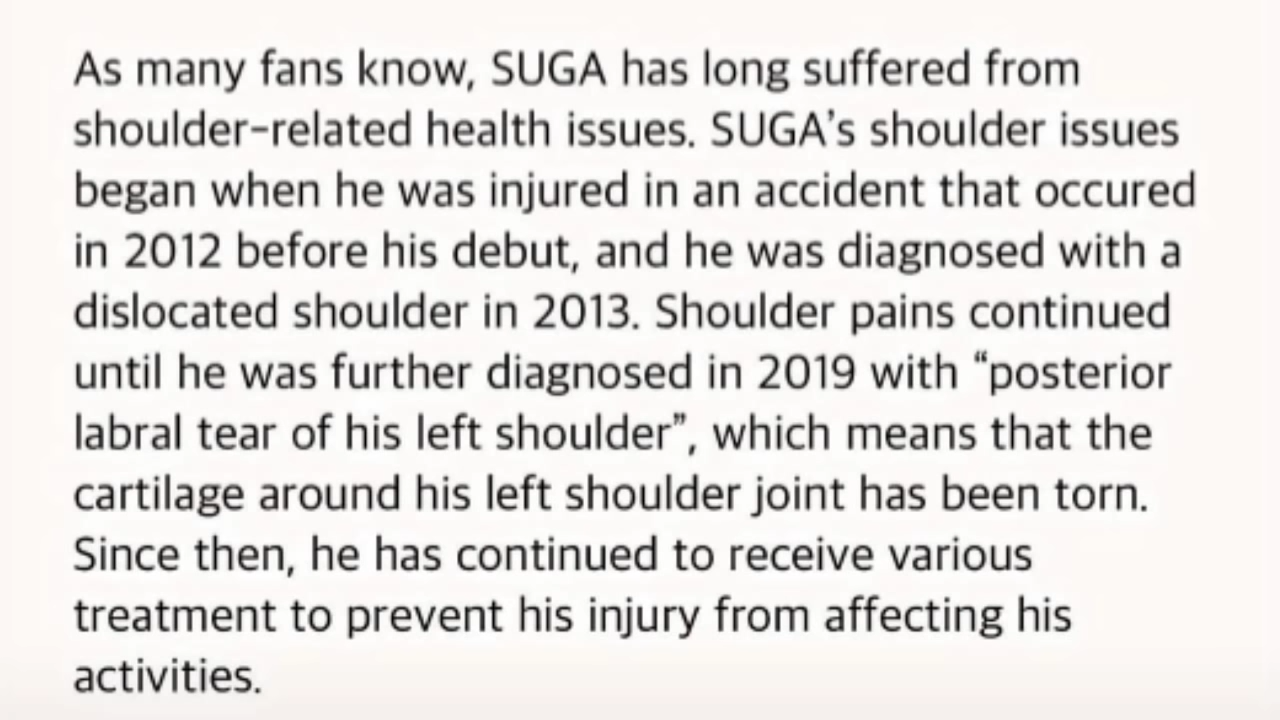 As many fans know, SUGA has long suffered from
shoulder-related health issues. SUGA’s shoulder issues
began when he was injured in an accident that occured
in 2012 before his debut, and he was diagnosed with a
dislocated shoulder in 2013. Shoulder pains continued
until he was further diagnosed in 2019 with “posterior
labral tear of his left shoulder”, which means that the
cartilage around his left shoulder joint has been torn.
Since then, he has continued to receive various
treatment to prevent his injury from affecting his
activities.